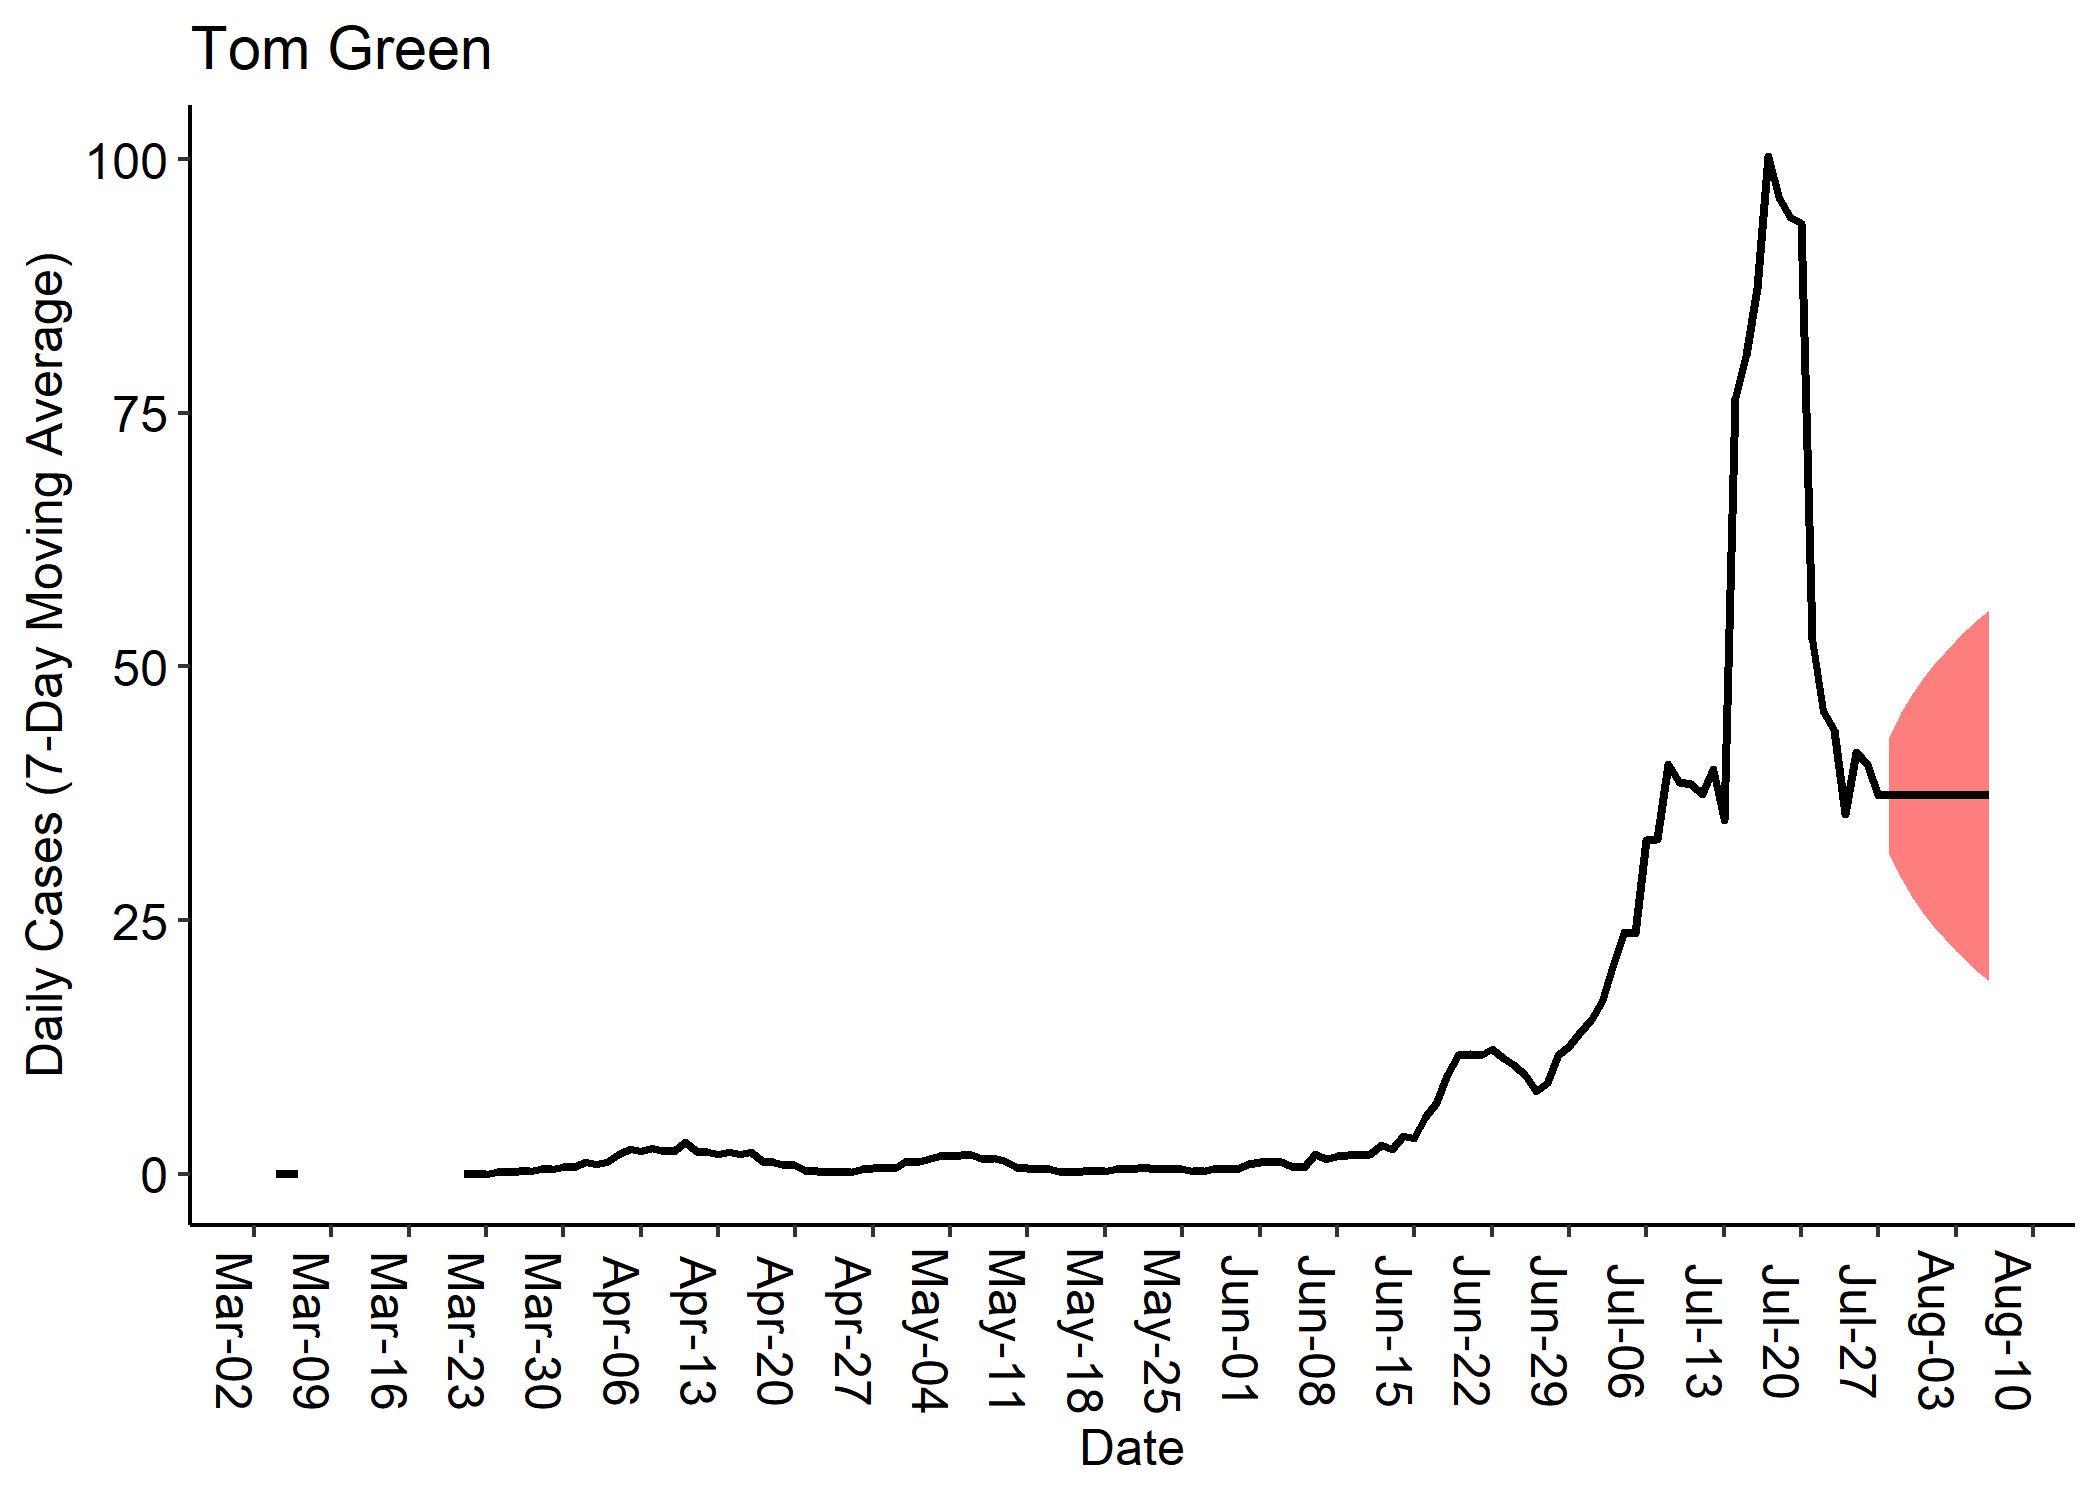 Tom Green
Daily Cases (7-Day Moving Average)
100
75
50
25
0
Mar-02
Mar-09
Mar-16
Mar-23
Mar-30
Apr-06
Apr-13
Apr-20
Apr-27
May-04
May-11
May-18
May-25
Jun-01
Jun-08
Jun-15
Jun-22
Jun-29
Jul-06
Jul-13
Jul-20
Jul-27
Aug-03
Aug-10
Date